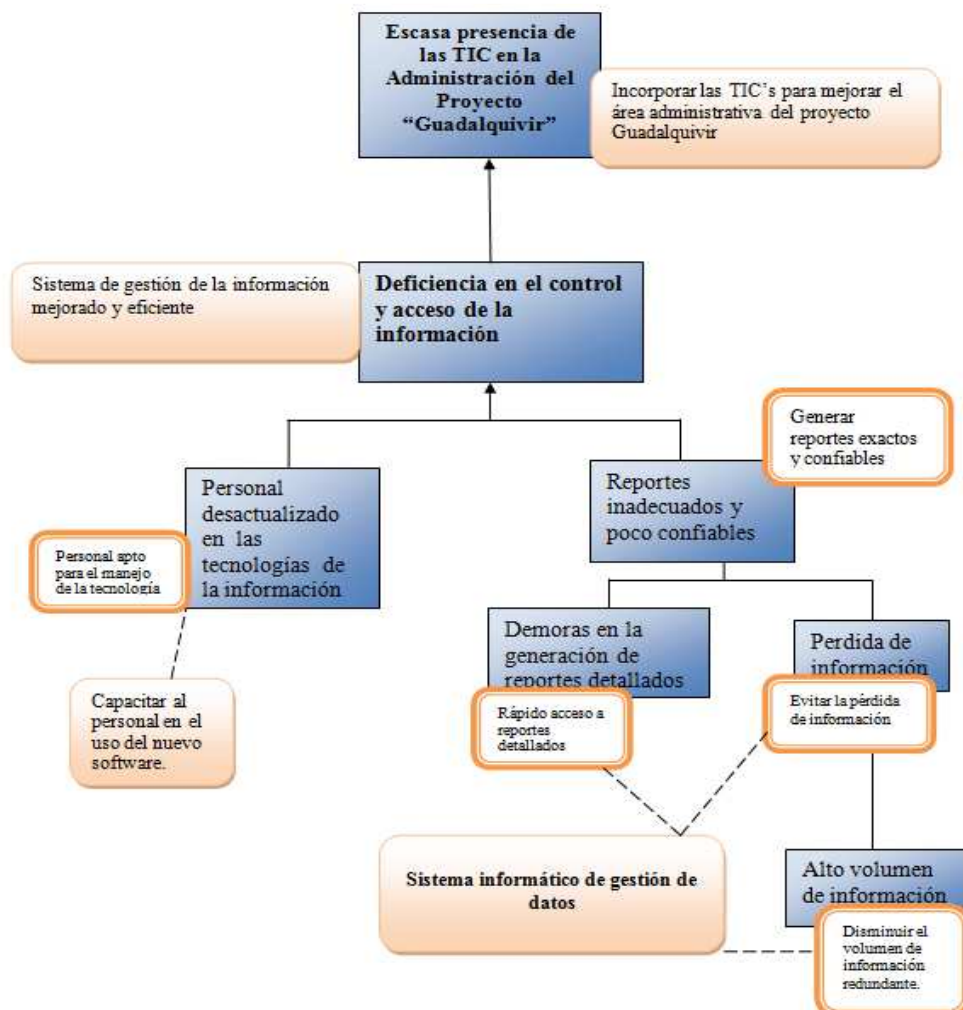 Escasa presencia de
las TIC en la
Administración del
Proyecto
“Guadalquivir”
Incorporar las TIC’s para mejorar el
área administrativa del proyecto
Guadalquivir
Sistema de gestión de la información
mejorado y eficiente
Deficiencia en el control
y acceso de la
información
Generar
reportes exactos
y confiables
Personal
desactualizado
en las
tecnologías de
la información
Reportes
inadecuados y
poco confiables
Personal apto
para el manejo
de la tecnología
Demoras en la
generación de
reportes detallados
Perdida de
información
Capacitar al
personal en el
uso del nuevo
software.
Rápido acceso a
reportes
detallados
Evitar la pérdida
de información
Sistema informático de gestión de
datos
Alto volumen
de información
Disminuir el
volumen de
información
redundante.